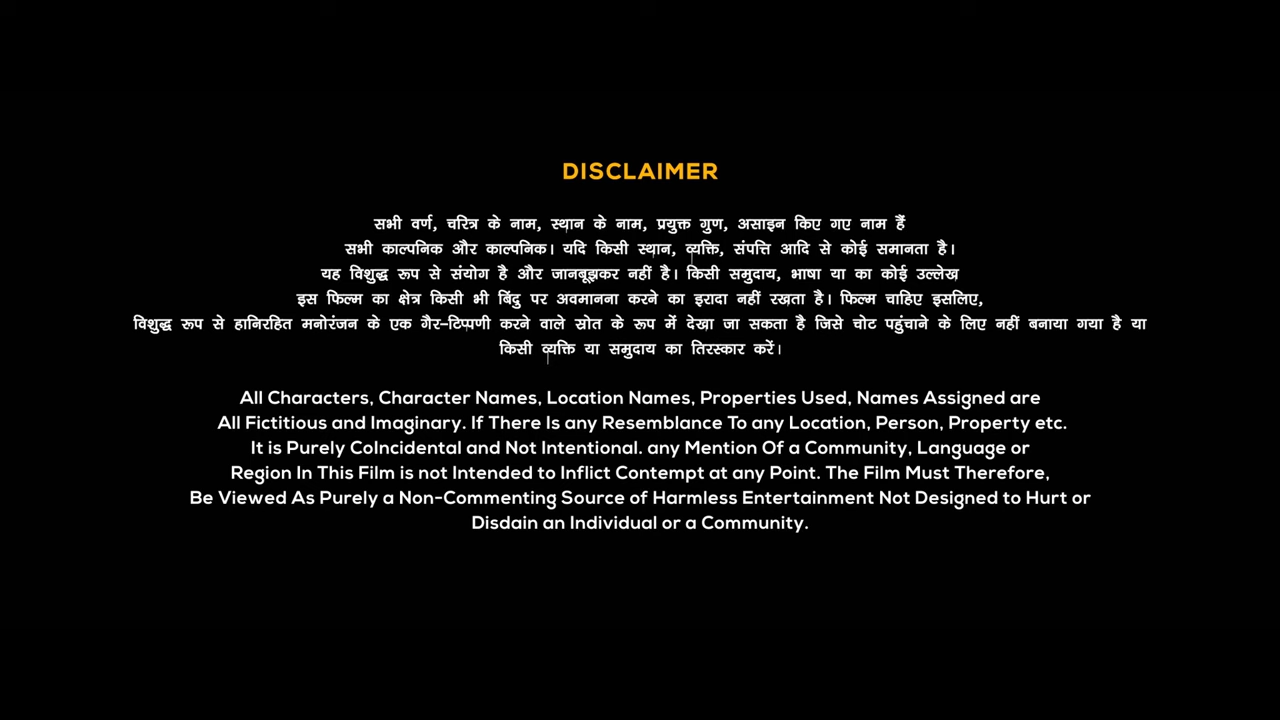 DISCLAIMER
सभी वर्ण, चरित्र के नाम, स्थान के नाम, प्रयुक्त गुण, असाइन किए गए नाम हैं
सभी काल्पनिक और काल्पनिक। यदि किसी स्थान, व्यक्ति, संपत्ति आदि से कोई समानता है।
यह विशुद्ध रूप से संयोग है और जानबूझकर नहीं है। किसी समुदाय, भाषा या का कोई उल्लेख
इस फिल्म का क्षेत्र किसी भी बिंदु पर अवमानना करने का इरादा नहीं रखता है। फिल्म चाहिए इसलिए,
विशुद्ध रूप से हानिरहित मनोरंजन के एक गैर-टिप्पणी करने वाले स्रोत के रूप में देखा जा सकता है जिसे चोट पहुंचाने के लिए नहीं बनाया गया है या
किसी व्यक्ति या समुदाय का तिरस्कार करें।
All Characters, Character Names, Location Names, Properties Used, Names Assigned are
All Fictitious and Imaginary. If There Is any Resemblance To any Location, Person, Property etc.
It is Purely CoIncidental and Not Intentional. any Mention Of a Community, Language or
Region In This Film is not Intended to Inflict Contempt at any Point. The Film Must Therefore,
Be Viewed As Purely a Non-Commenting Source of Harmless Entertainment Not Designed to Hurt or
Disdain an Individual or a Community.